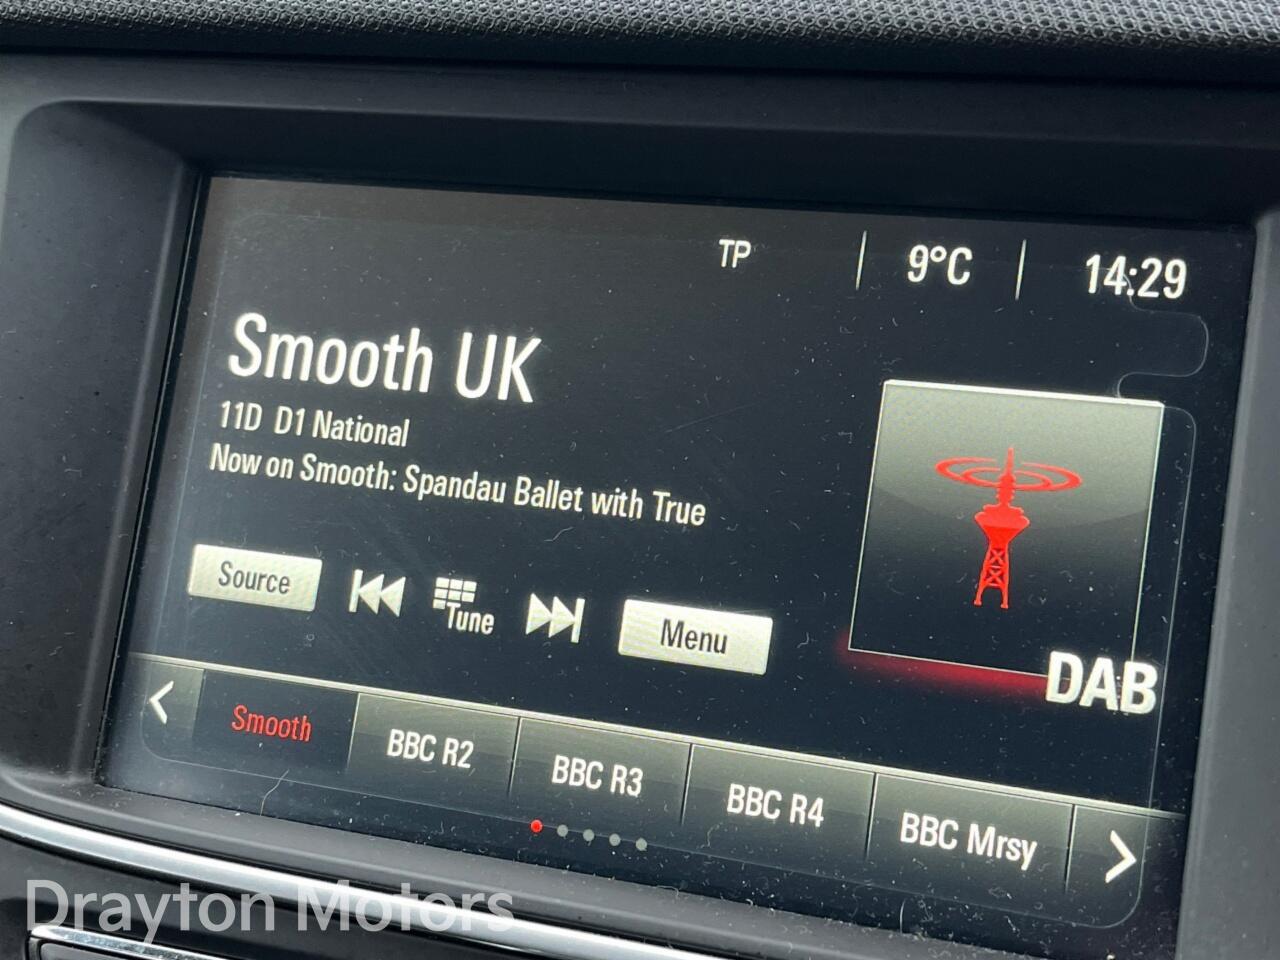 TP 9°C 14:29
Smooth UK
11D D1 National
Now on Smooth: Spandau Ballet with True
Source Tune Menu
DAB
Smooth BBC R2 BBC R3 BBC R4 BBC Mrsy
Drayton Motors